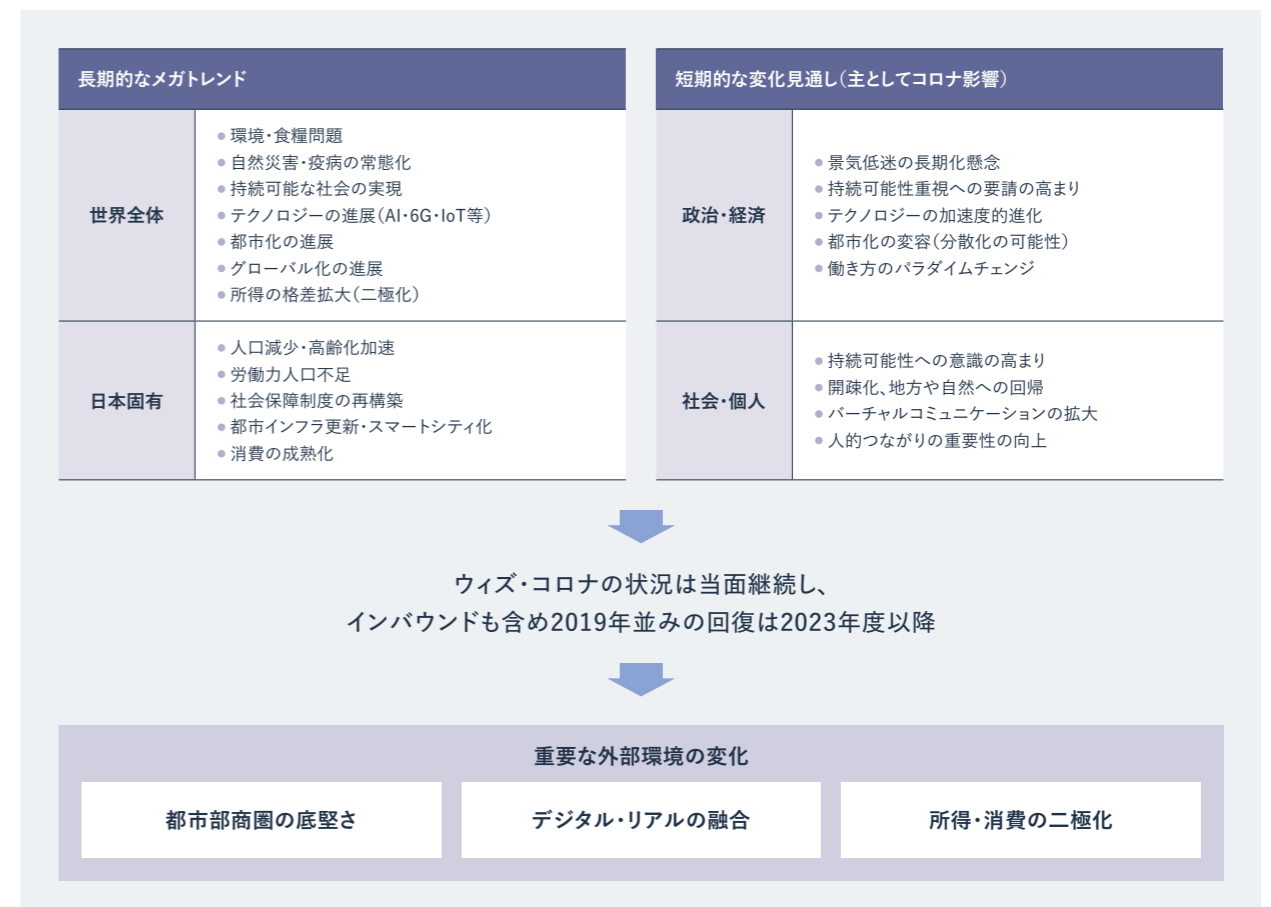 長期的なメガトレンド
世界全体
● 環境・食糧問題
● 自然災害・疫病の常態化
● 持続可能な社会の実現
● テクノロジーの進展(AI・6G・IoT等)
● 都市化の進展
● グローバル化の進展
● 所得の格差拡大(二極化)
日本固有
● 人口減少・高齢化加速
● 労働力人口不足
● 社会保障制度の再構築
● 都市インフラ更新・スマートシティ化
● 消費の成熟化
短期的な変化見通し(主としてコロナ影響)
政治・経済
● 景気低迷の長期化懸念
● 持続可能性重視への要請の高まり
● テクノロジーの加速度的進化
● 都市化の変容(分散化の可能性)
● 働き方のパラダイムチェンジ
社会・個人
● 持続可能性への意識の高まり
● 開疎化、地方や自然への回帰
● バーチャルコミュニケーションの拡大
● 人的つながりの重要性の向上
ウィズ・コロナの状況は当面継続し、
インバウンドも含め2019年並みの回復は2023年度以降
重要な外部環境の変化
都市部商圏の底堅さ
デジタル・リアルの融合
所得・消費の二極化